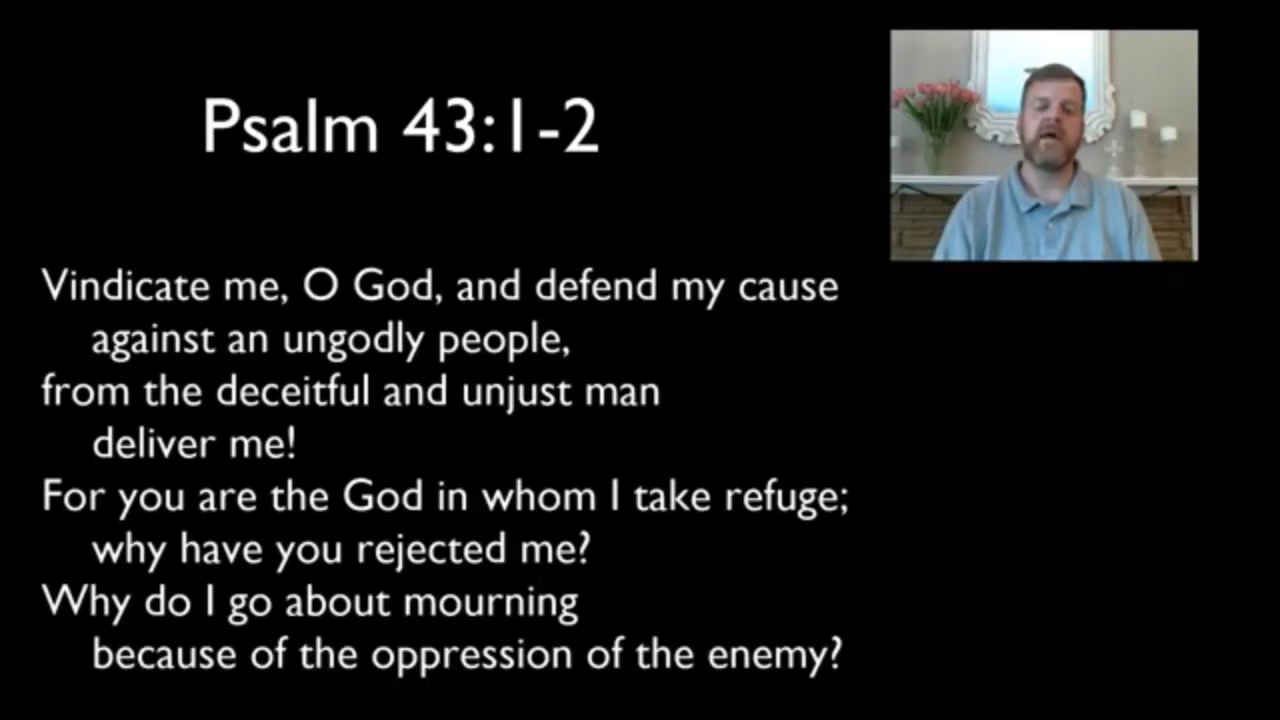 Psalm 43:1-2
Vindicate me, O God, and defend my cause
against an ungodly people,
from the deceitful and unjust man
deliver me!
For you are the God in whom I take refuge;
why have you rejected me?
Why do I go about mourning
because of the oppression of the enemy?